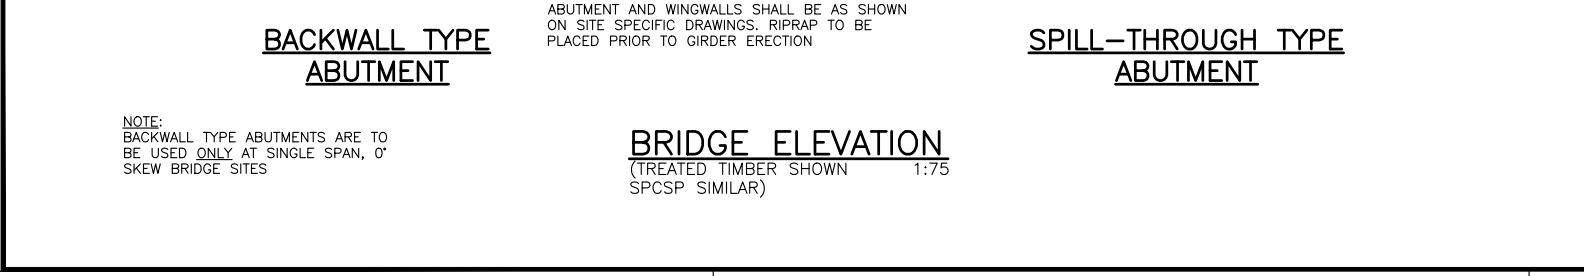 ABUTMENT AND WINGWALLS SHALL BE AS SHOWN
ON SITE SPECIFIC DRAWINGS. RIPRAP TO BE
PLACED PRIOR TO GIRDER ERECTION
BACKWALL TYPE
ABUTMENT
SPILL-THROUGH TYPE
ABUTMENT
NOTE:
BACKWALL TYPE ABUTMENTS ARE TO
BE USED ONLY AT SINGLE SPAN, 0°
SKEW BRIDGE SITES
BRIDGE ELEVATION
(TREATED TIMBER SHOWN 1:75
SPCSP SIMILAR)